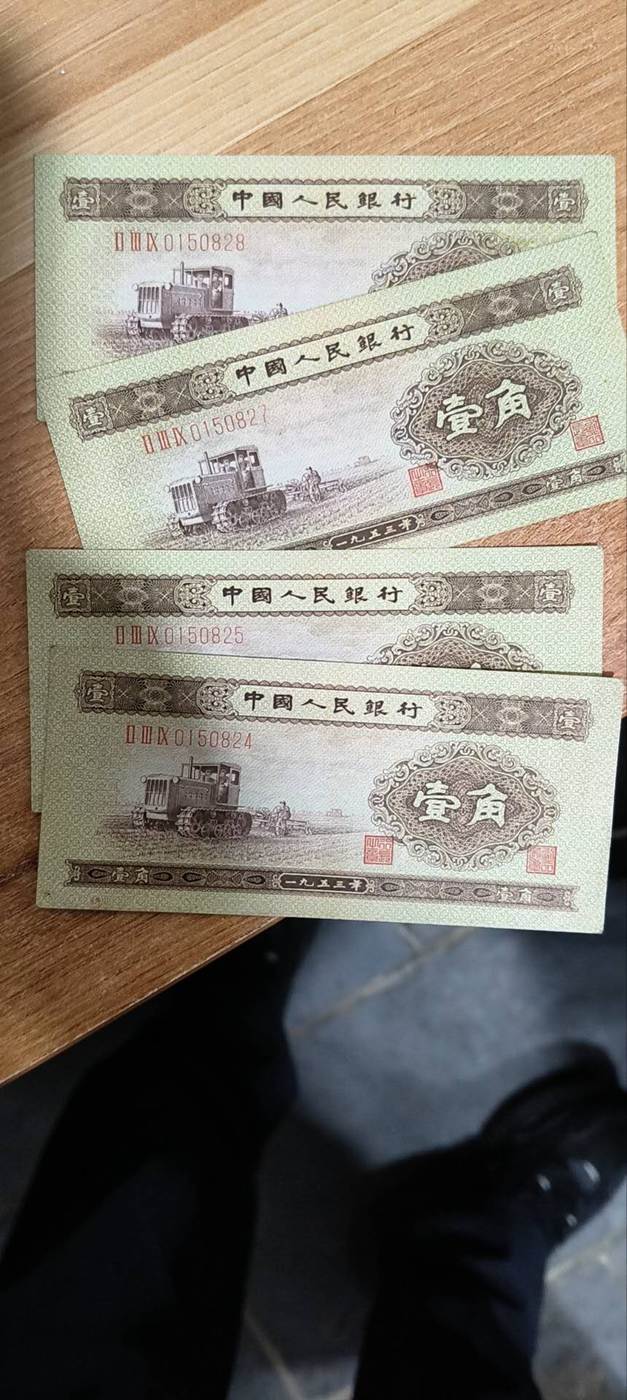 壹 中國人民銀行 壹
II III IX 0150828
壹 中國人民銀行 壹
II III IX 0150827
壹角
一九五三年 壹角
壹 中國人民銀行 壹
II III IX 0150825
壹 中國人民銀行 壹
II III IX 0150824
壹角
壹角 一九五三年 壹角